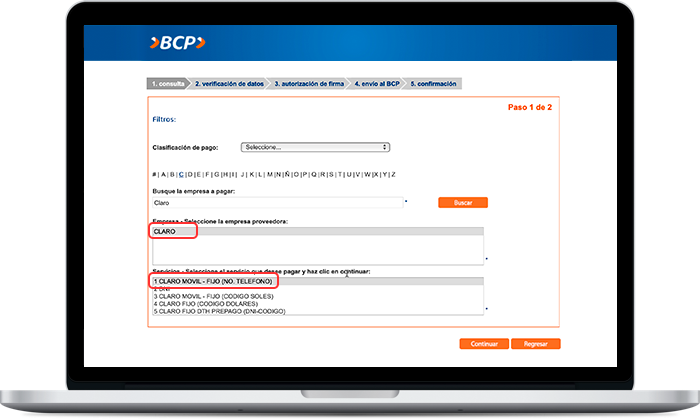 BCP
1. consulta 2. verificación de datos 3. autorización de firma 4. envío al BCP 5. confirmación
Paso 1 de 2
Filtros:
Clasificación de pago: Seleccione...
# | A | B | C | D | E | F | G | H | I | J | K | L | M | N | Ñ | O | P | Q | R | S | T | U | V | W | X | Y | Z
Busque la empresa a pagar:
Claro * Buscar
Empresa - Seleccione la empresa proveedora:
CLARO
*
Servicios - Seleccione el servicio que desee pagar y haz clic en continuar:
1 CLARO MOVIL - FIJO (NO. TELEFONO)
2 DNI
3 CLARO MOVIL - FIJO (CODIGO SOLES)
4 CLARO FIJO (CODIGO DOLARES)
5 CLARO FIJO DTH PREPAGO (DNI-CODIGO)
*
Continuar Regresar